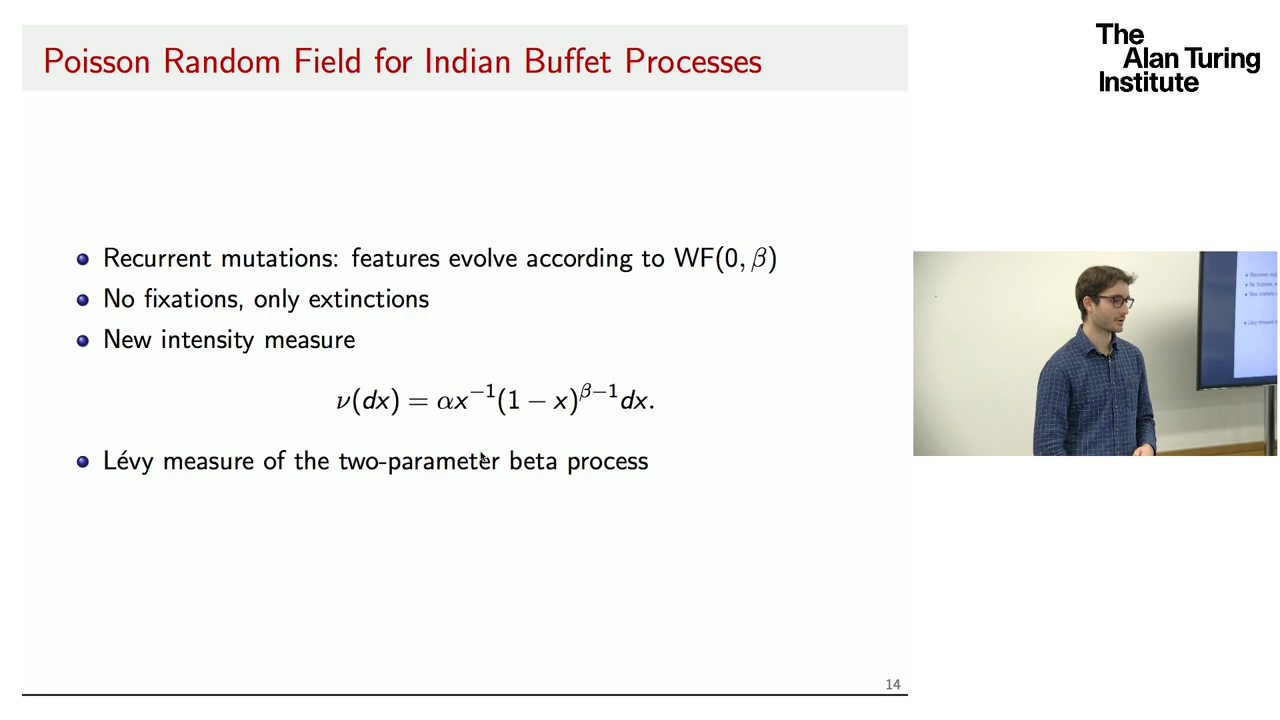 Poisson Random Field for Indian Buffet Processes
The
Alan Turing
Institute
Recurrent mutations: features evolve according to WF(0, β)
No fixations, only extinctions
New intensity measure
ν(dx) = αx⁻¹(1 − x)^{β−1}dx.
Lévy measure of the two-parameter beta process
14